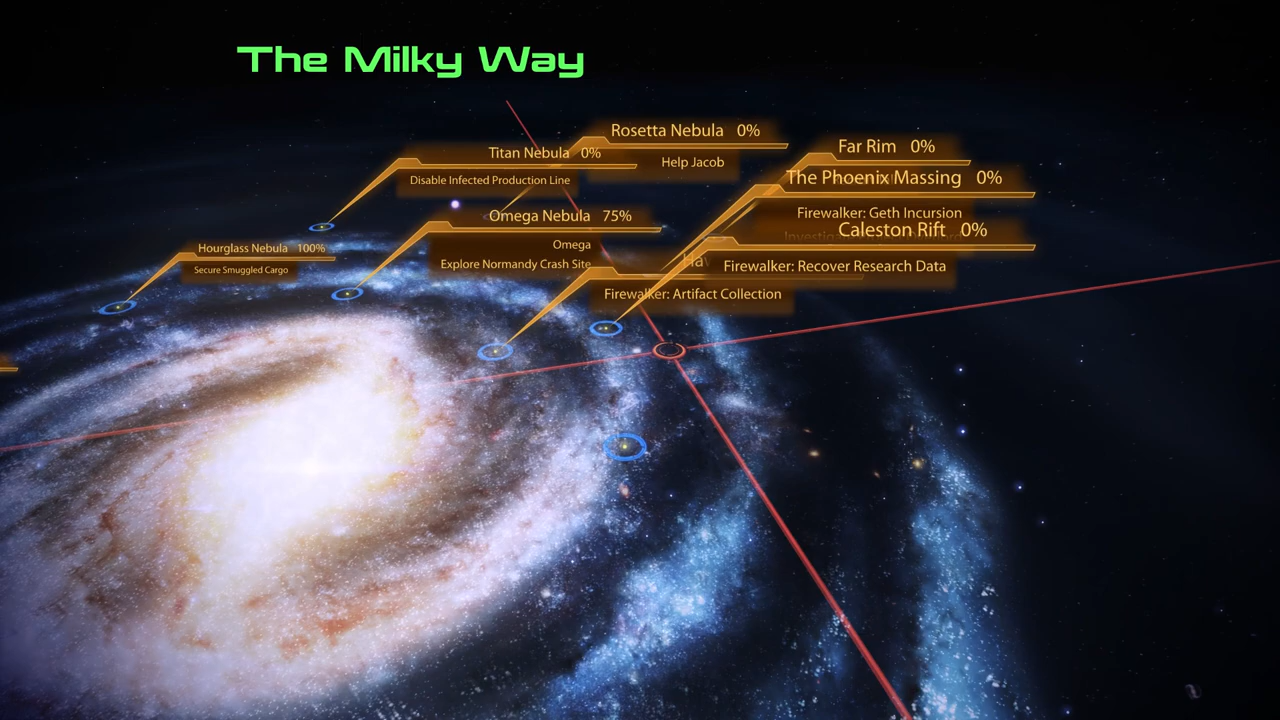 The Milky Way
Rosetta Nebula 0%
Help Jacob
Far Rim 0%
Titan Nebula 0%
Disable Infected Production Line
The Phoenix Massing 0%
Firewalker: Geth Incursion
Omega Nebula 75%
Omega
Explore Normandy Crash Site
Caleston Rift 0%
Firewalker: Recover Research Data
Hourglass Nebula 100%
Secure Smuggled Cargo
Firewalker: Artifact Collection